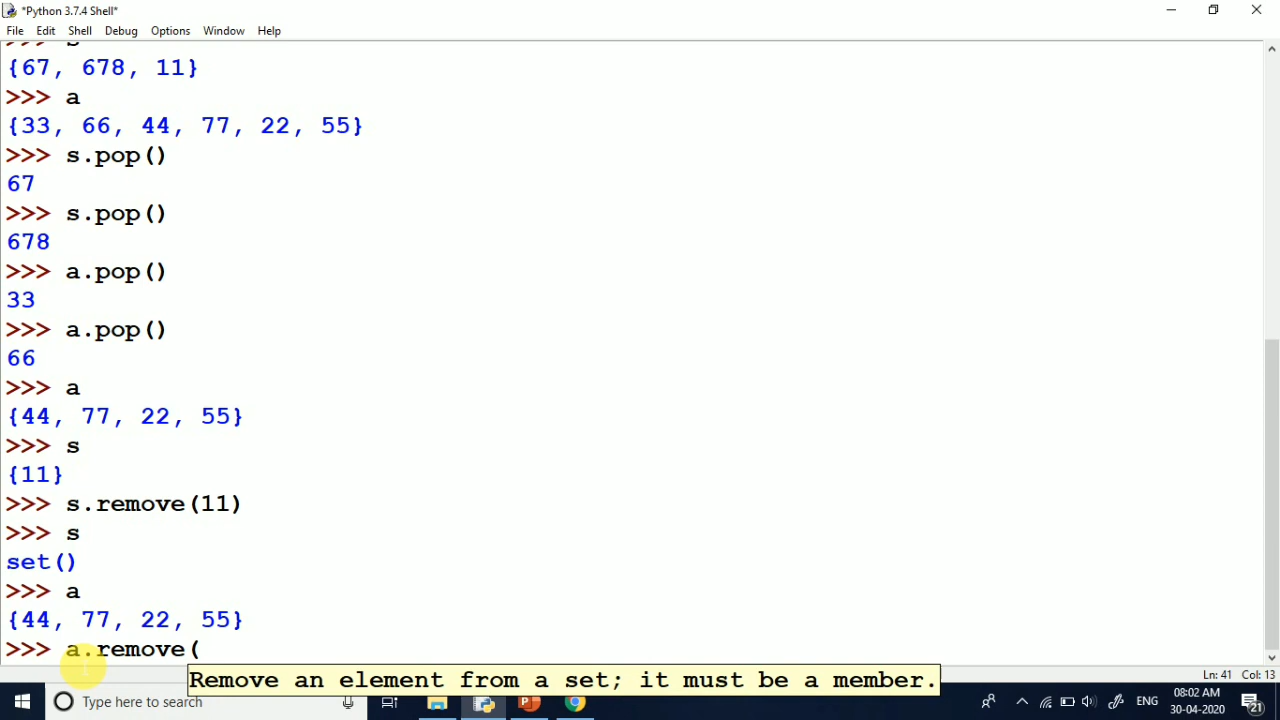 *Python 3.7.4 Shell*
File Edit Shell Debug Options Window Help
{67, 678, 11}
>>> a
{33, 66, 44, 77, 22, 55}
>>> s.pop()
67
>>> s.pop()
678
>>> a.pop()
33
>>> a.pop()
66
>>> a
{44, 77, 22, 55}
>>> s
{11}
>>> s.remove(11)
>>> s
set()
>>> a
{44, 77, 22, 55}
>>> a.remove(
Remove an element from a set; it must be a member.
Ln: 41 Col: 13
Type here to search
ENG
08:02 AM
30-04-2020
21